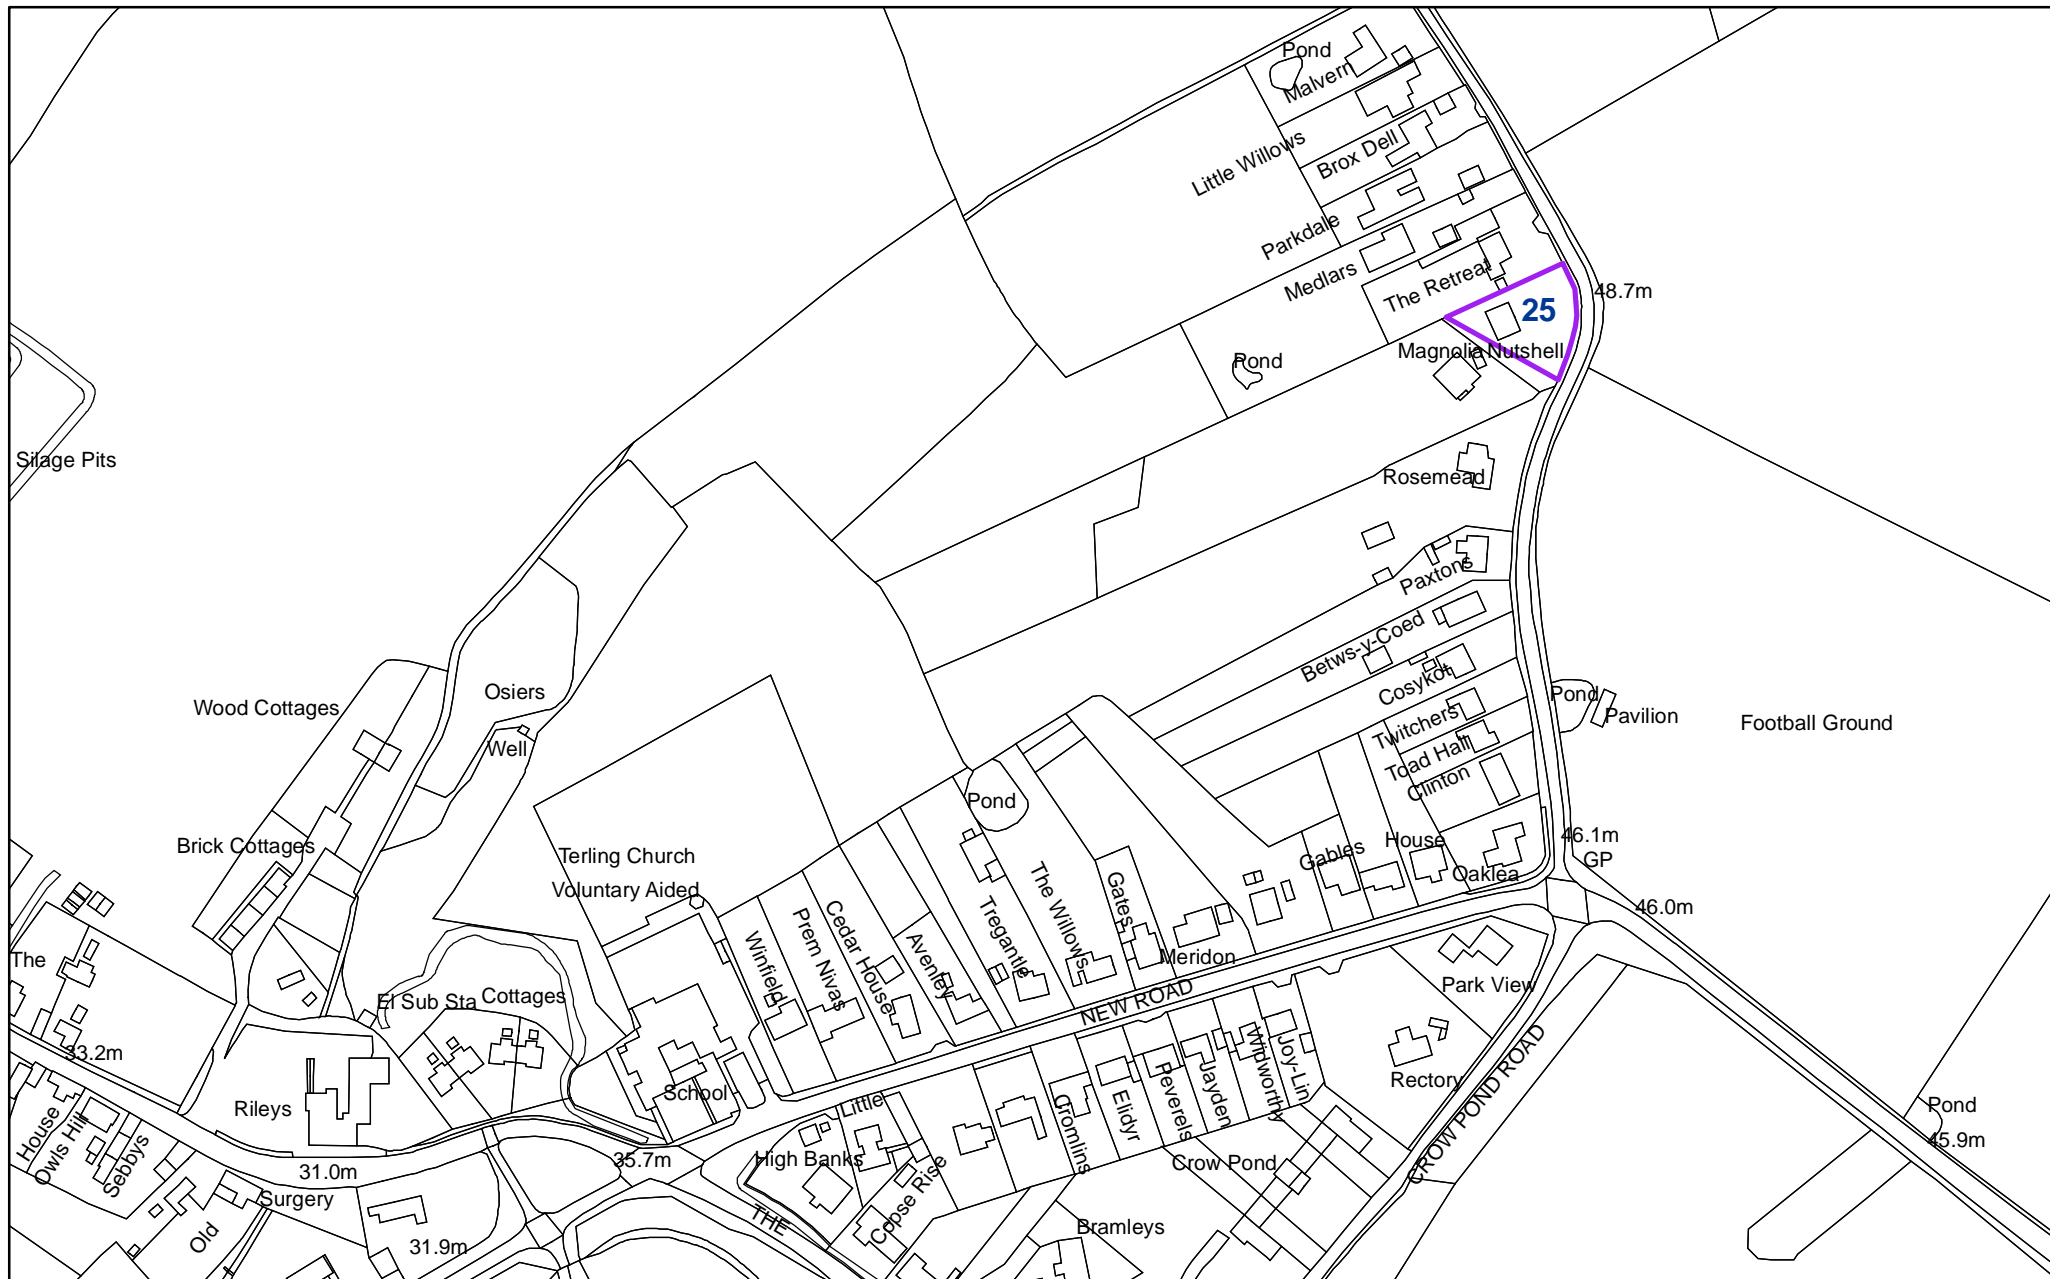 Pond
Malvern
Little Willows
Brox Dell
Parkdale
Medlars
The Retreat
25
48.7m
Magnolia
Nutshell
Pond
Silage Pits
Rosemead
Paxtons
Betws-y-Coed
Cosykot
Twitchers
Toad Hall
Clinton
Pond
Pavilion
Football Ground
Wood Cottages
Osiers
Well
Brick Cottages
Terling Church
Voluntary Aided
Pond
Gables
House
Oaklea
46.1m
GP
46.0m
The
El Sub Sta
Cottages
Winfield
Prem Nivas
Cedar House
Avenley
Tregantle
The Willows
Gates
Meridon
NEW ROAD
Park View
Rectory
CROW POND ROAD
33.2m
Rileys
School
Little
Cromlins
Elidyr
Peverels
Jayden
Widworthy
Joy-Lin
Pond
45.9m
House
Owls Hill
Sebbys
31.0m
Surgery
Old
31.9m
35.7m
High Banks
THE
Copse Rise
Crow Pond
Bramleys